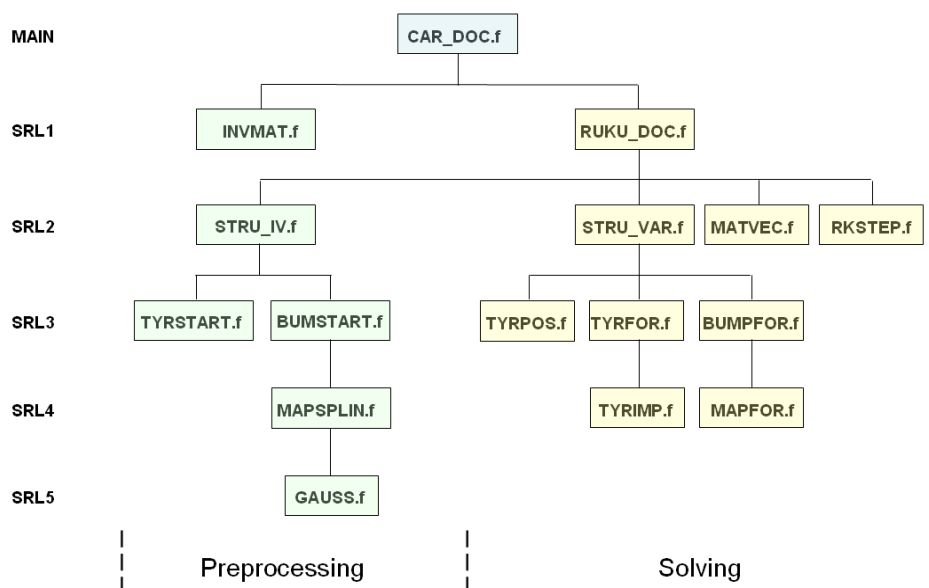 MAIN
CAR_DOC.f
SRL1
INVMAT.f
RUKU_DOC.f
SRL2
STRU_IV.f
STRU_VAR.f
MATVEC.f
RKSTEP.f
SRL3
TYRSTART.f
BUMSTART.f
TYRPOS.f
TYRFOR.f
BUMPFOR.f
SRL4
MAPSPLIN.f
TYRIMP.f
MAPFOR.f
SRL5
GAUSS.f
Preprocessing
Solving